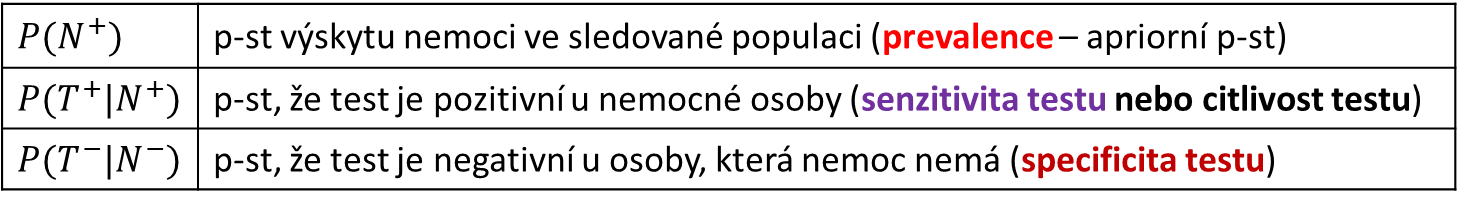 P(N⁺) p-st výskytu nemoci ve sledované populaci (prevalence – apriorní p-st)
P(T⁺|N⁺) p-st, že test je pozitivní u nemocné osoby (senzitivita testu nebo citlivost testu)
P(T⁻|N⁻) p-st, že test je negativní u osoby, která nemoc nemá (specificita testu)